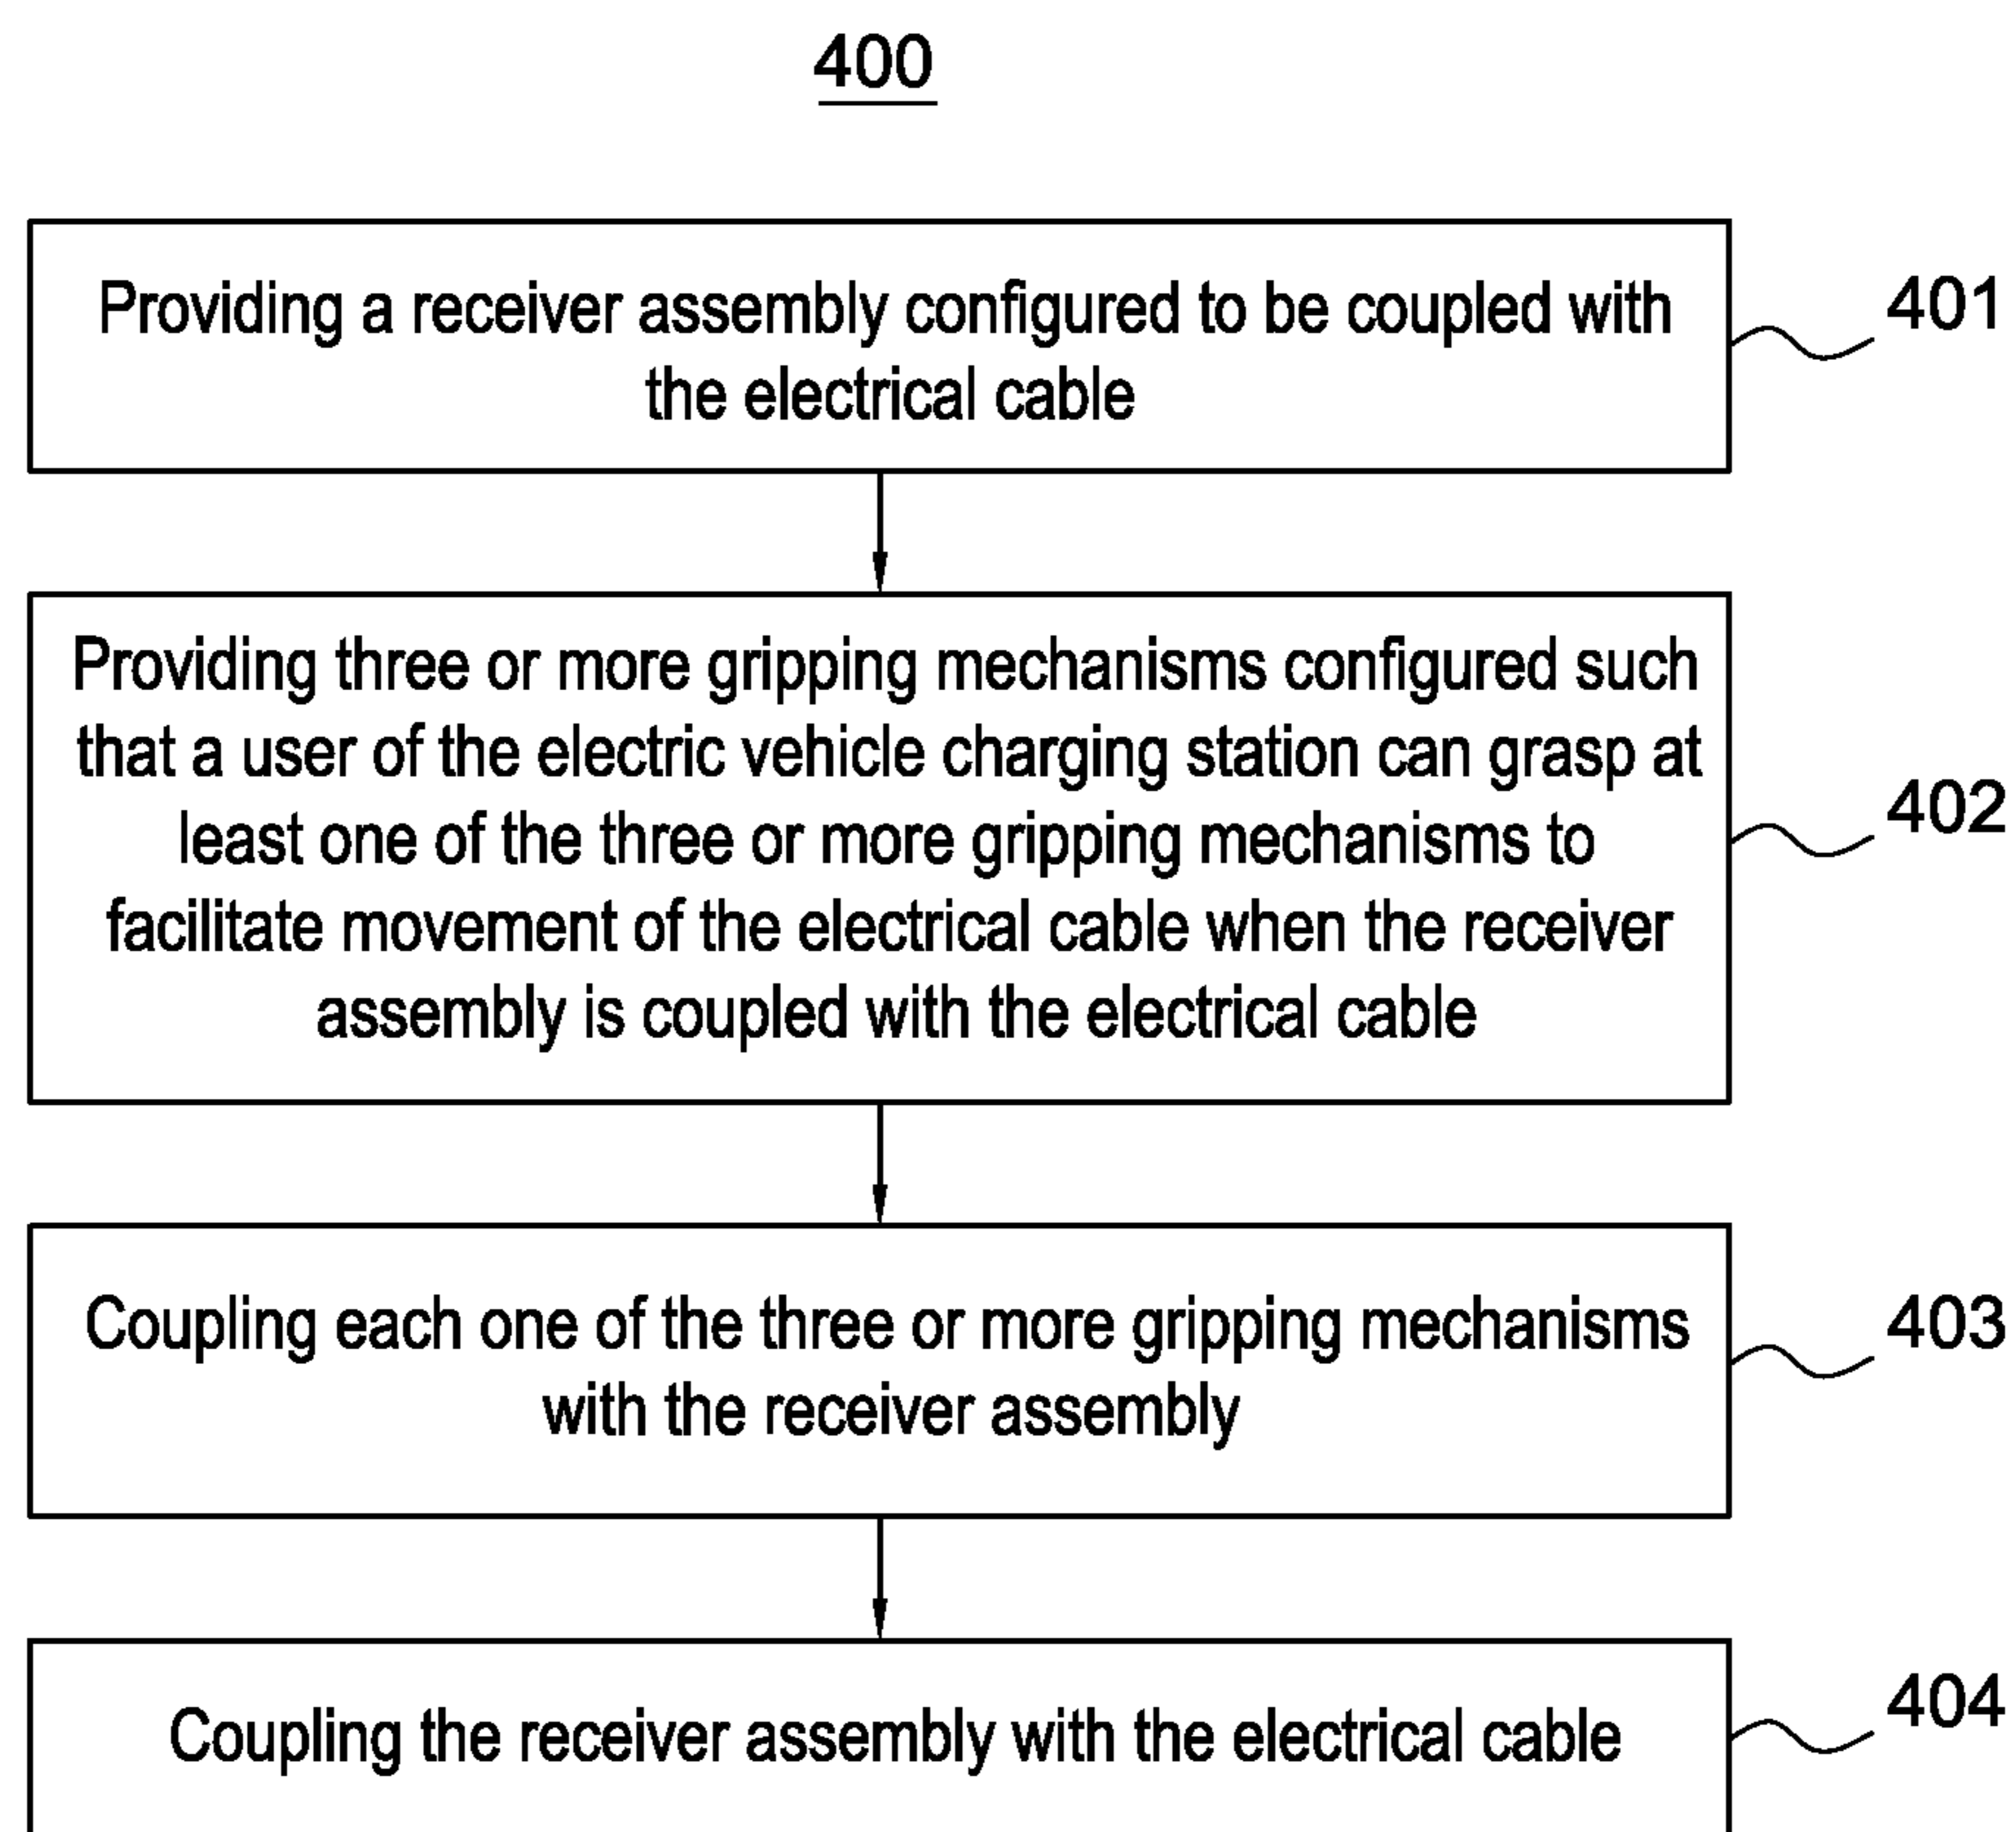 400
Providing a receiver assembly configured to be coupled with
the electrical cable
401
Providing three or more gripping mechanisms configured such
that a user of the electric vehicle charging station can grasp at
least one of the three or more gripping mechanisms to
facilitate movement of the electrical cable when the receiver
assembly is coupled with the electrical cable
402
Coupling each one of the three or more gripping mechanisms
with the receiver assembly
403
Coupling the receiver assembly with the electrical cable
404